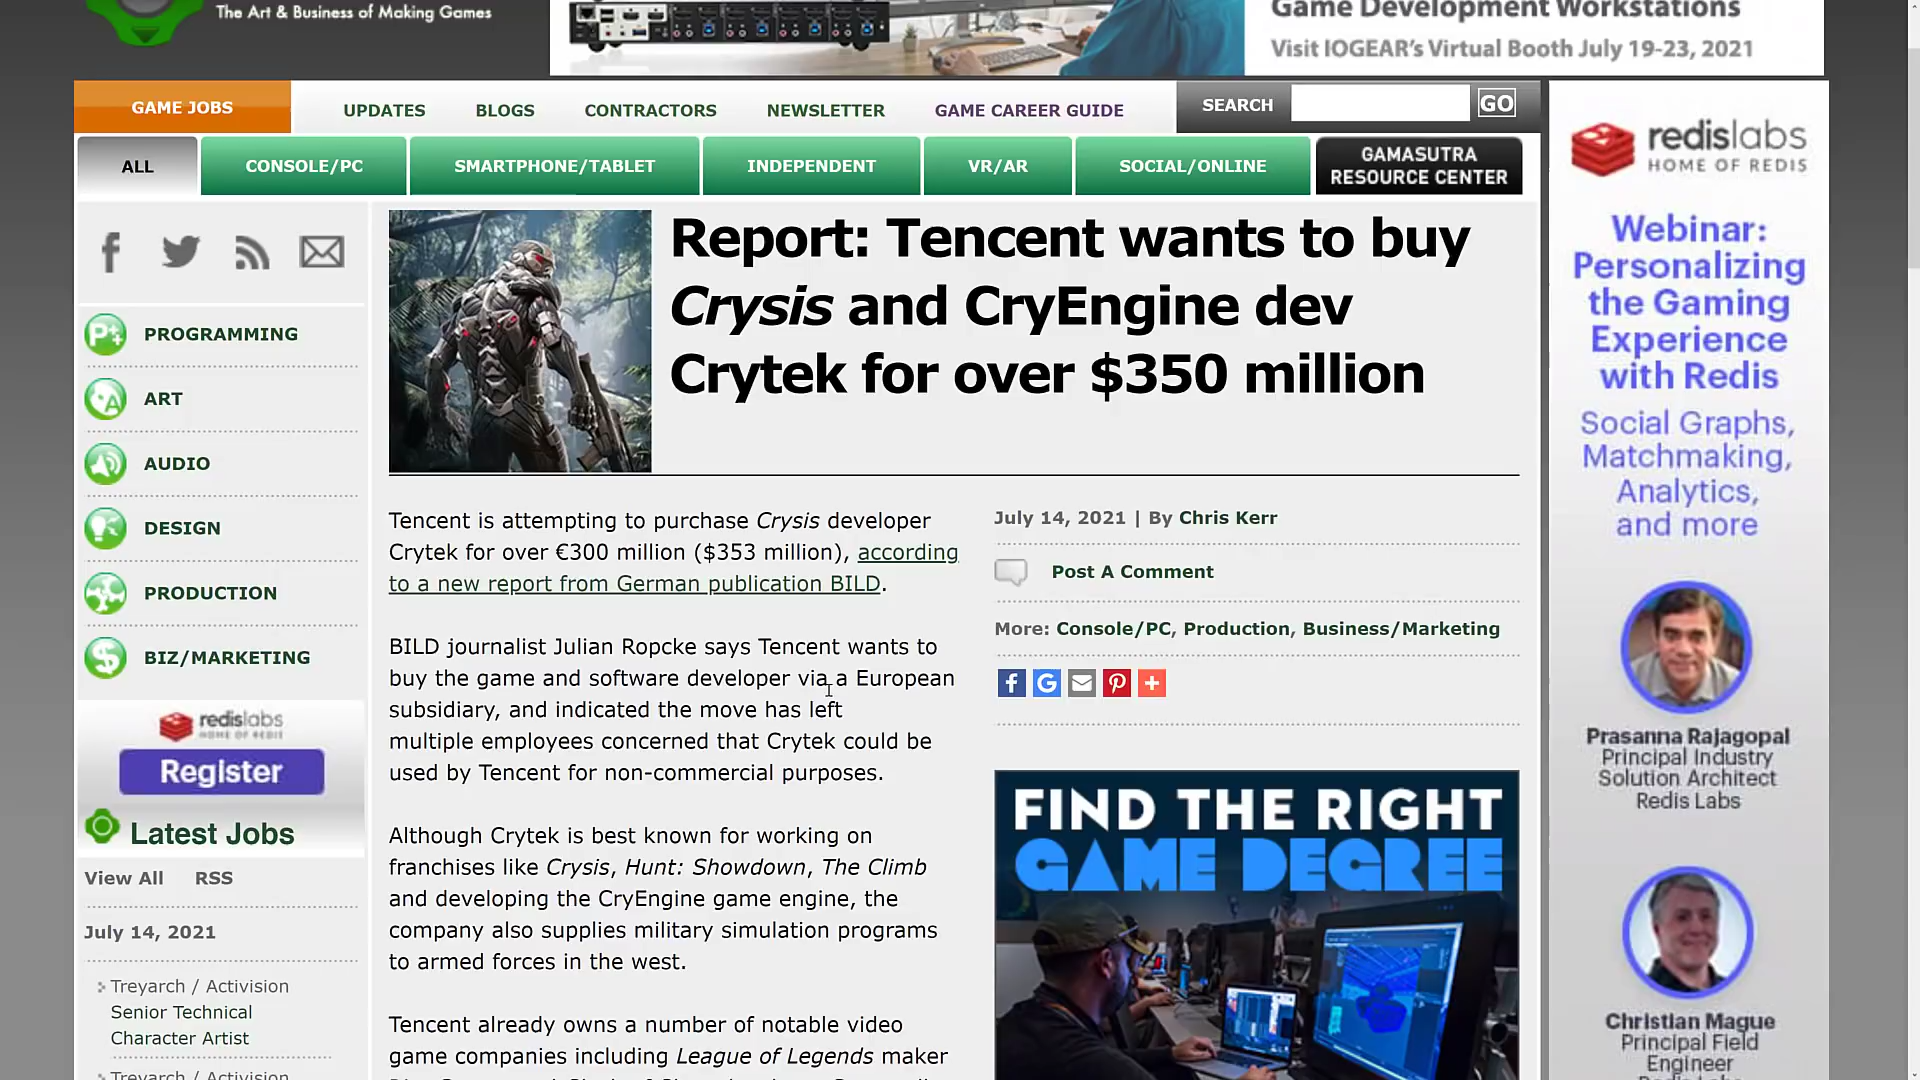 The Art & Business of Making Games
Game Development Workstations
Visit IOGEAR's Virtual Booth July 19-23, 2021
GAME JOBS
UPDATES
BLOGS
CONTRACTORS
NEWSLETTER
GAME CAREER GUIDE
SEARCH
GO
ALL
CONSOLE/PC
SMARTPHONE/TABLET
INDEPENDENT
VR/AR
SOCIAL/ONLINE
GAMASUTRA
RESOURCE CENTER
PROGRAMMING
ART
AUDIO
DESIGN
PRODUCTION
BIZ/MARKETING
redislabs
HOME OF REDIS
Register
Latest Jobs
View All
RSS
July 14, 2021
Treyarch / Activision
Senior Technical
Character Artist
Treyarch / Activision
Report: Tencent wants to buy
Crysis and CryEngine dev
Crytek for over $350 million
Tencent is attempting to purchase Crysis developer
Crytek for over €300 million ($353 million), according
to a new report from German publication BILD.
BILD journalist Julian Ropcke says Tencent wants to
buy the game and software developer via a European
subsidiary, and indicated the move has left
multiple employees concerned that Crytek could be
used by Tencent for non-commercial purposes.
Although Crytek is best known for working on
franchises like Crysis, Hunt: Showdown, The Climb
and developing the CryEngine game engine, the
company also supplies military simulation programs
to armed forces in the west.
Tencent already owns a number of notable video
game companies including League of Legends maker
July 14, 2021 | By Chris Kerr
Post A Comment
More: Console/PC, Production, Business/Marketing
FIND THE RIGHT
GAME DEGREE
redislabs
HOME OF REDIS
Webinar:
Personalizing
the Gaming
Experience
with Redis
Social Graphs,
Matchmaking,
Analytics,
and more
Prasanna Rajagopal
Principal Industry
Solution Architect
Redis Labs
Christian Mague
Principal Field
Engineer
Redis Labs